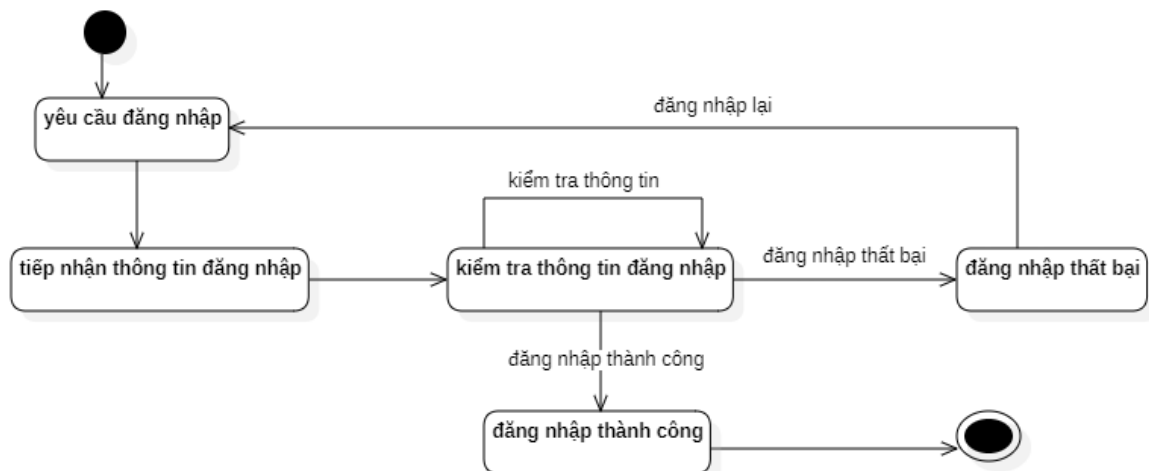 yêu cầu đăng nhập
đăng nhập lại
kiểm tra thông tin
tiếp nhận thông tin đăng nhập
kiểm tra thông tin đăng nhập
đăng nhập thất bại
đăng nhập thất bại
đăng nhập thành công
đăng nhập thành công